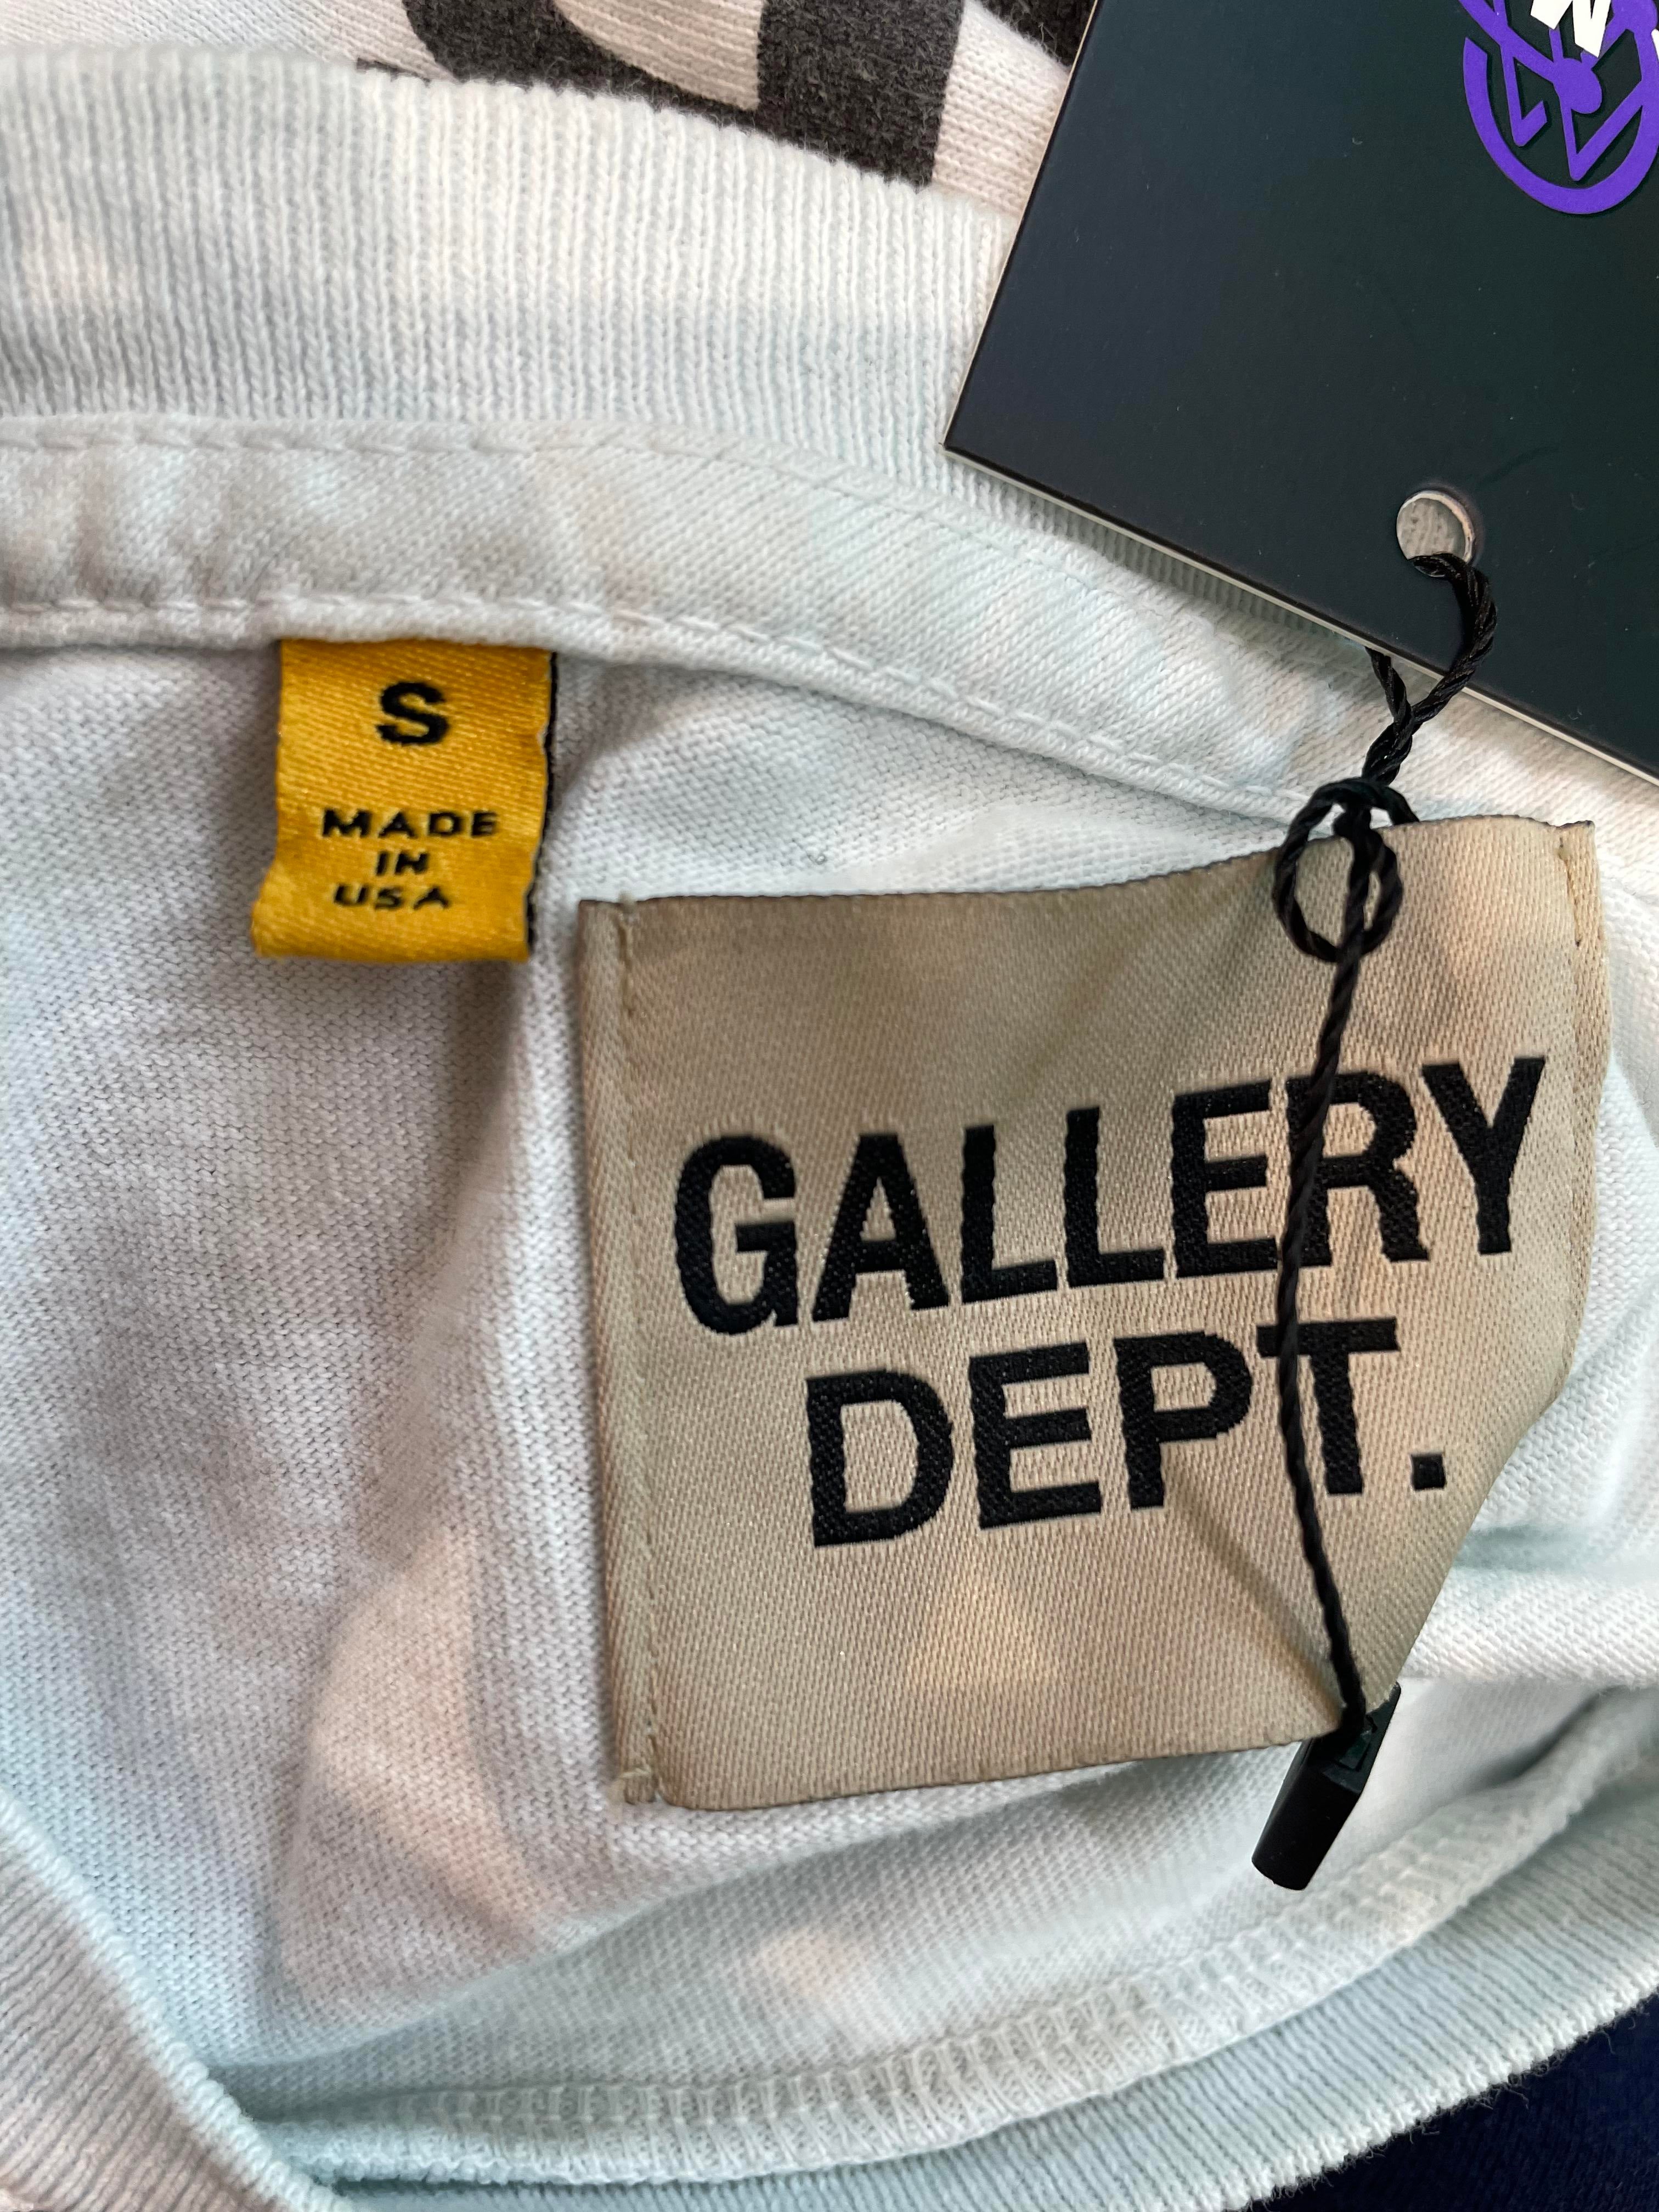 S
MADE
IN
USA
GALLERY
DEPT.